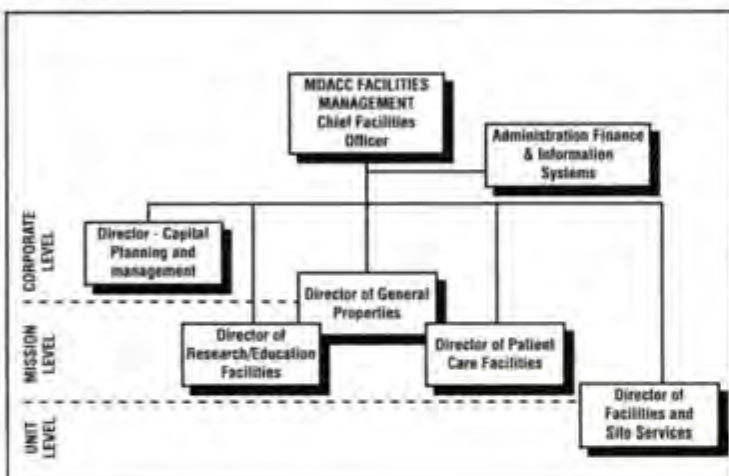 MDACC FACILITIES
MANAGEMENT
Chief Facilities
Officer
Administration Finance
& Information
Systems
CORPORATE
LEVEL
Director - Capital
Planning and
management
Director of General
Properties
MISSION
LEVEL
Director of
Research/Education
Facilities
Director of Patient
Care Facilities
UNIT
LEVEL
Director of
Facilities and
Site Services